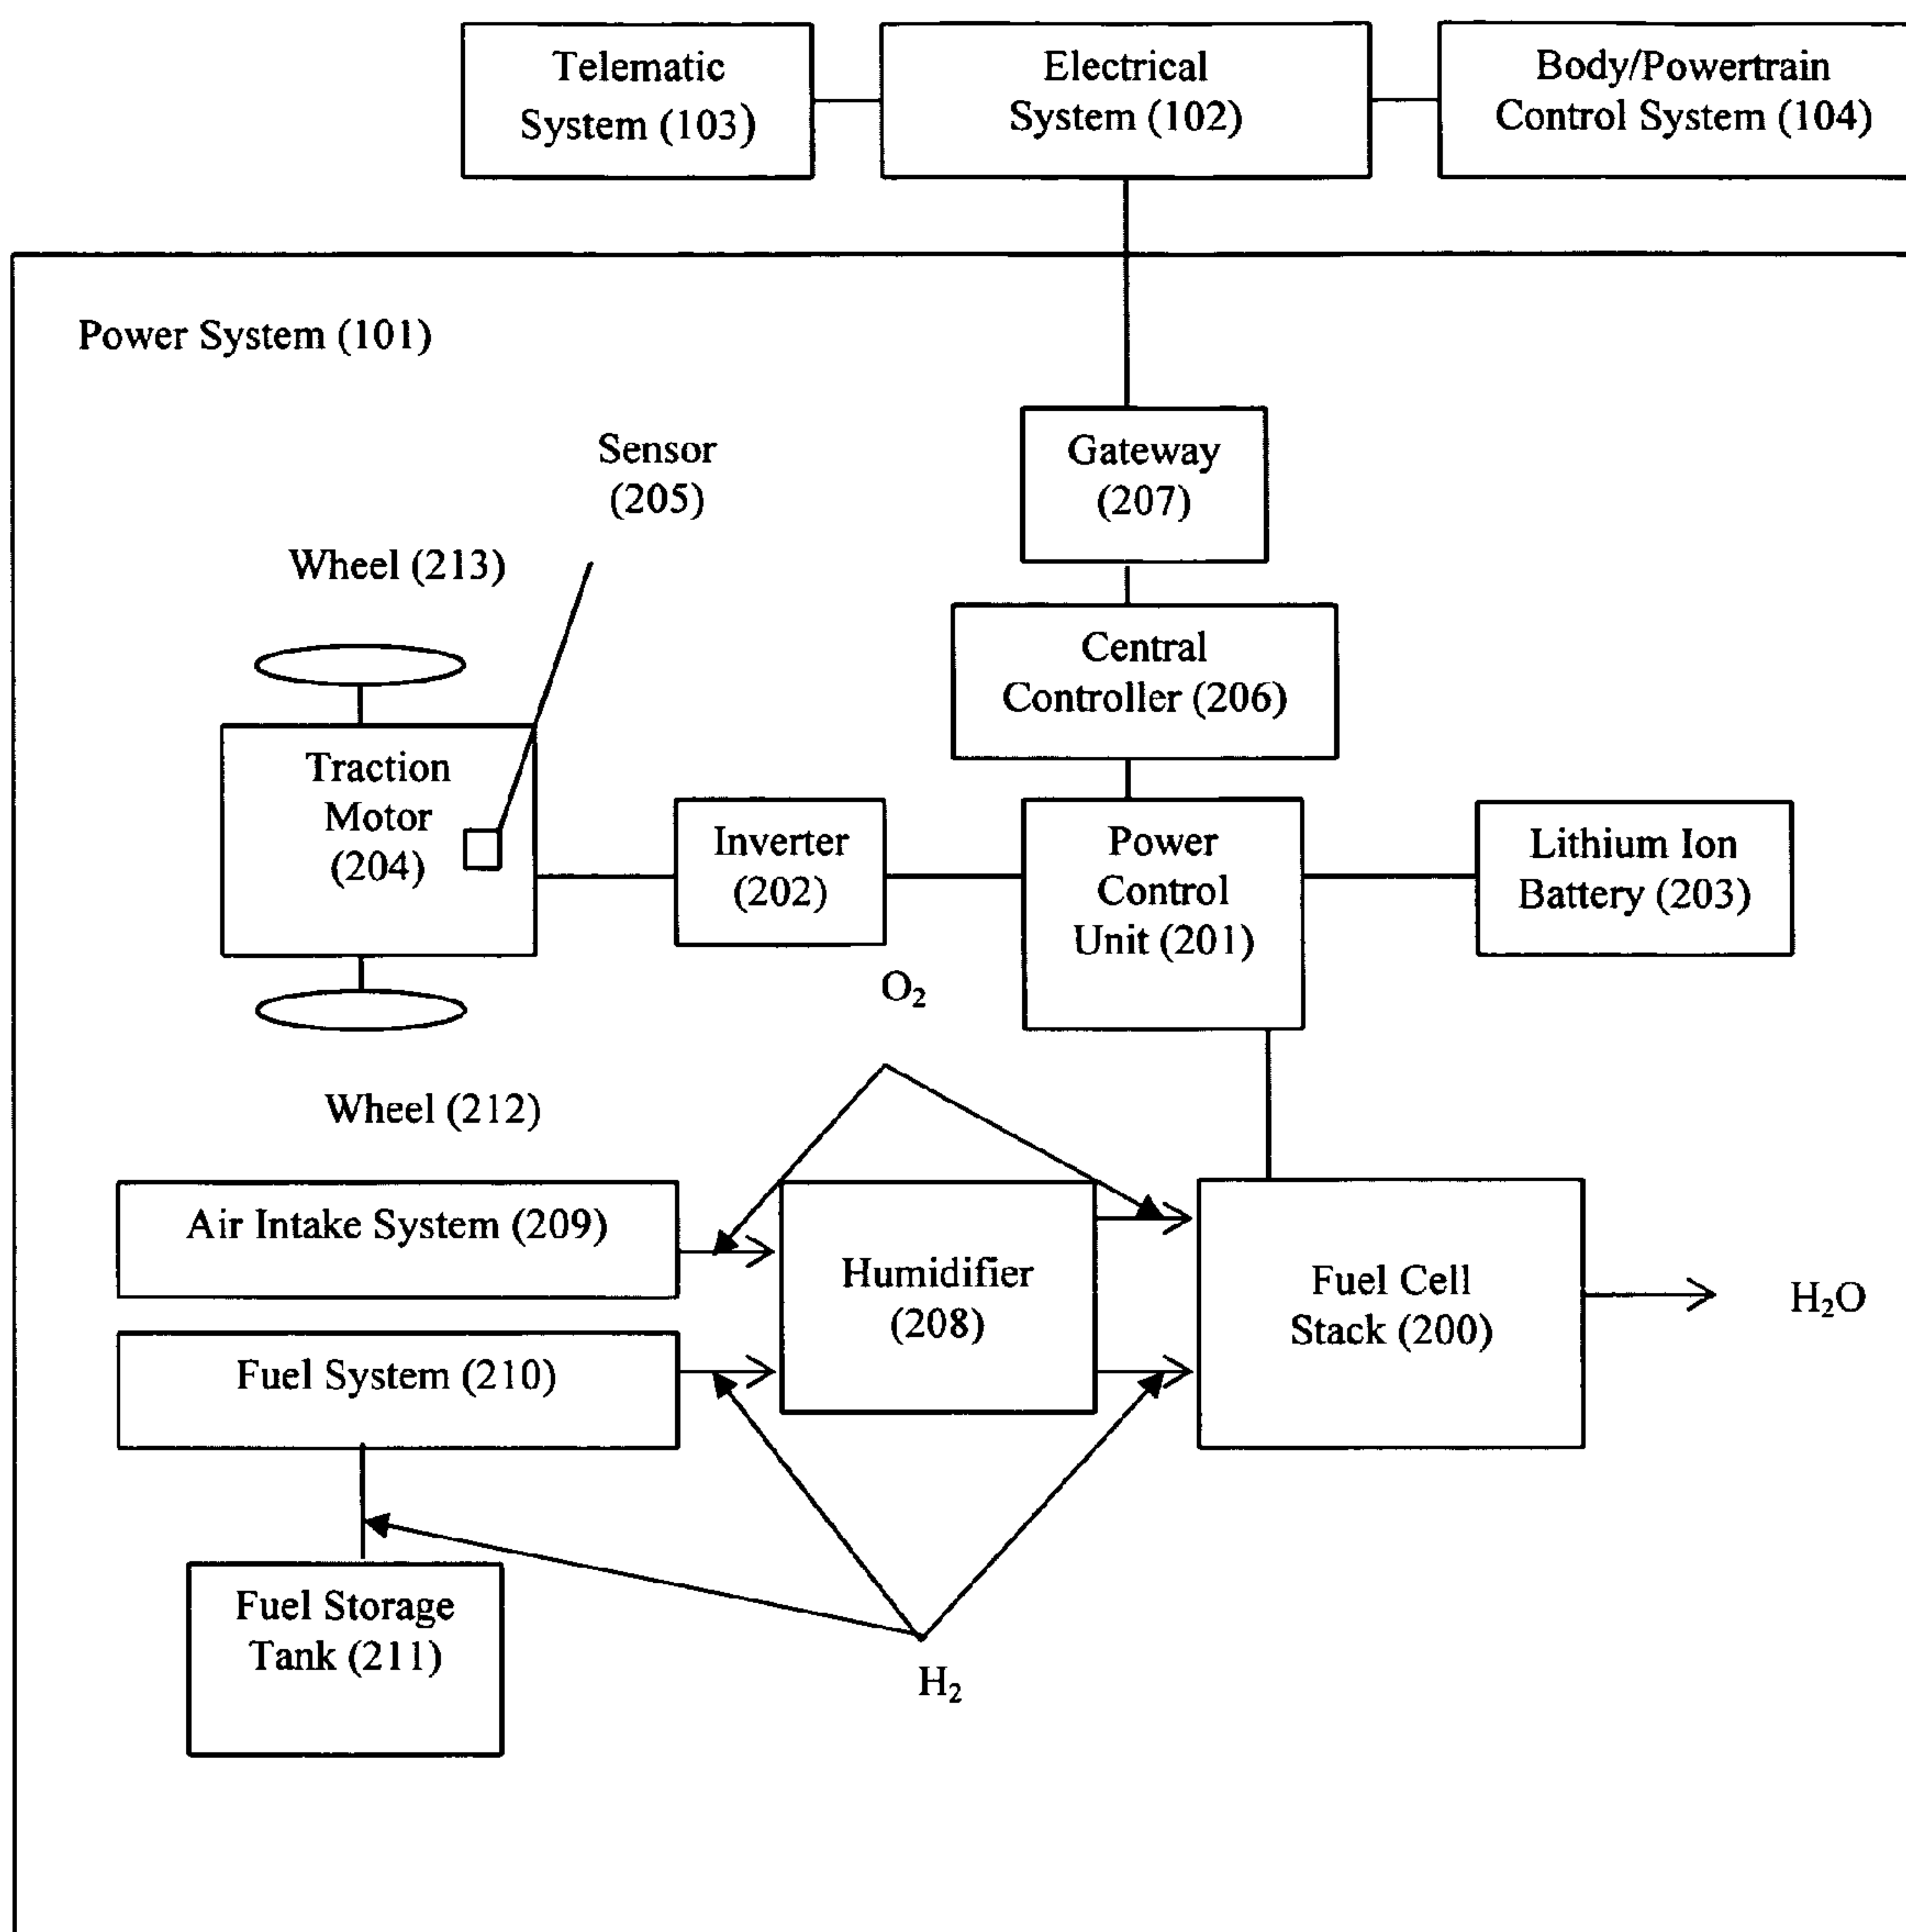 Telematic
System (103)
Electrical
System (102)
Body/Powertrain
Control System (104)
Power System (101)
Sensor
(205)
Gateway
(207)
Wheel (213)
Central
Controller (206)
Traction
Motor
(204)
Inverter
(202)
Power
Control
Unit (201)
Lithium Ion
Battery (203)
O₂
Wheel (212)
Air Intake System (209)
Humidifier
(208)
Fuel Cell
Stack (200)
H₂O
Fuel System (210)
Fuel Storage
Tank (211)
H₂